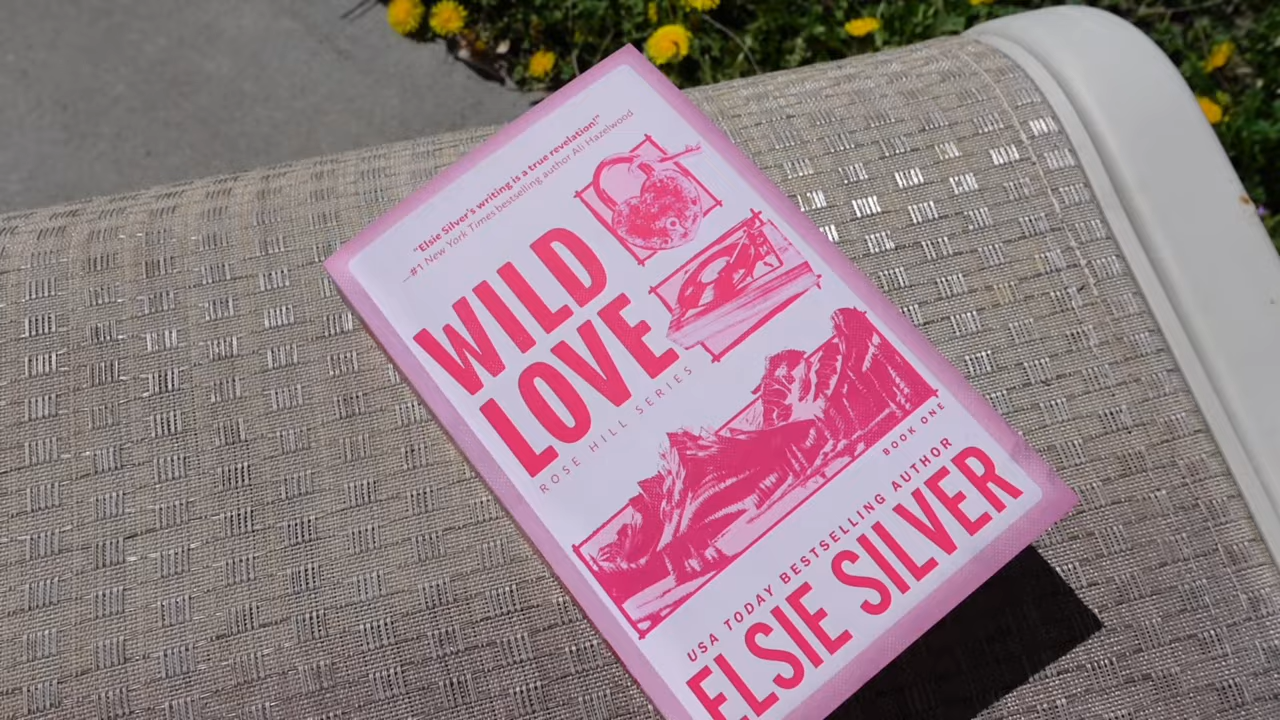 "Elsie Silver's writing is a true revelation!"
—#1 New York Times bestselling author Ali Hazelwood
WILD
LOVE
ROSE HILL SERIES
BOOK ONE
USA TODAY BESTSELLING AUTHOR
ELSIE SILVER